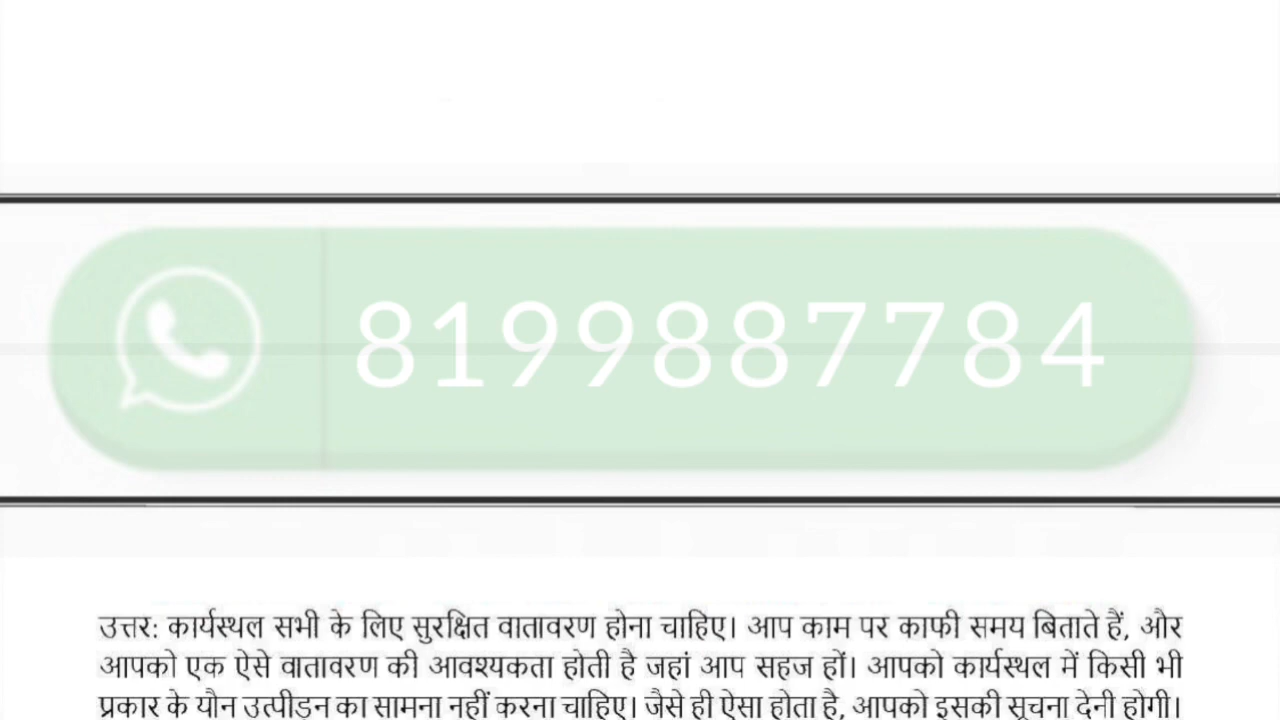 8199887784
उत्तर: कार्यस्थल सभी के लिए सुरक्षित वातावरण होना चाहिए। आप काम पर काफी समय बिताते हैं, और
आपको एक ऐसे वातावरण की आवश्यकता होती है जहां आप सहज हों। आपको कार्यस्थल में किसी भी
प्रकार के यौन उत्पीड़न का सामना नहीं करना चाहिए। जैसे ही ऐसा होता है, आपको इसकी सूचना देनी होगी।